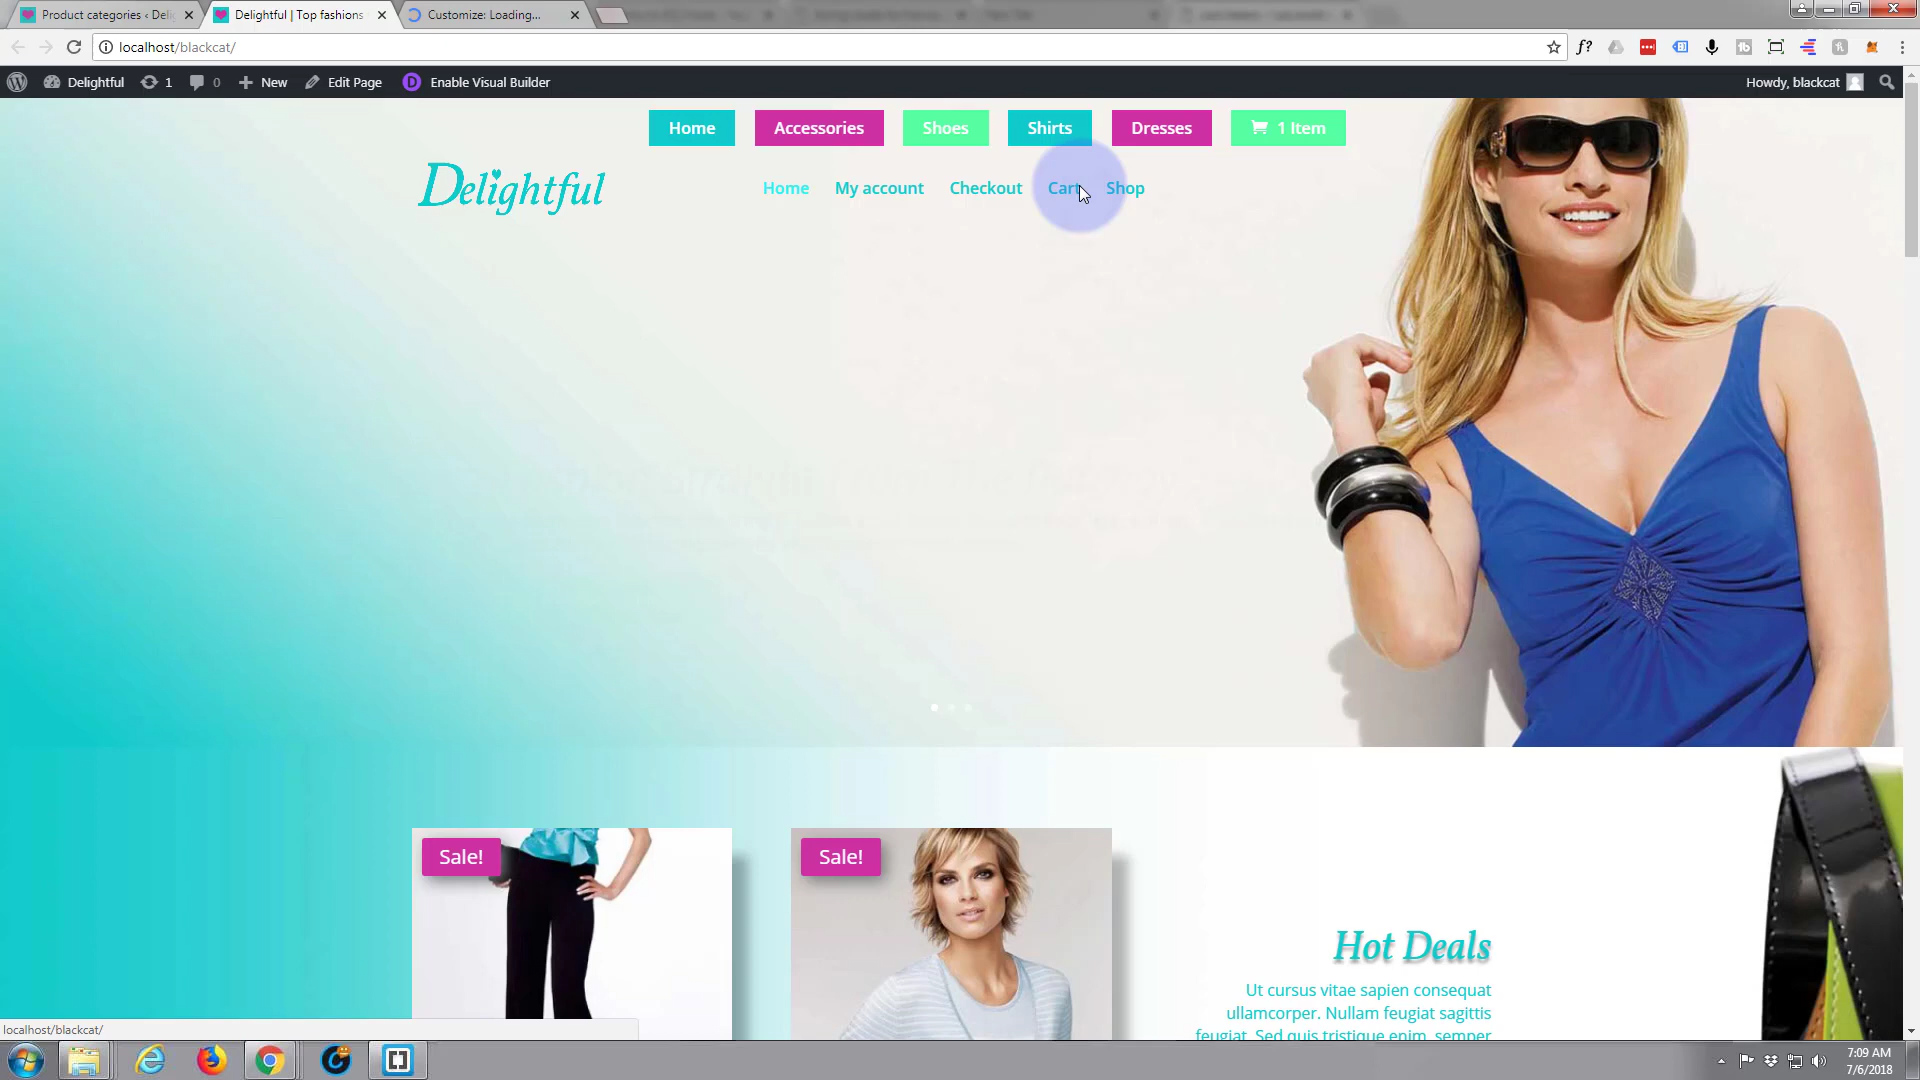 Product categories ‹ Deli
Delightful | Top fashions
Customize: Loading...
localhost/blackcat/
f?
Delightful
1
0
New
Edit Page
D
Enable Visual Builder
Howdy, blackcat
Home
Accessories
Shoes
Shirts
Dresses
1 Item
Delightful
Home
My account
Checkout
Cart
Shop
Sale!
Sale!
Hot Deals
Ut cursus vitae sapien consequat
ullamcorper. Nullam feugiat sagittis
feugiat. Sed quis tristique enim, semper
localhost/blackcat/
7:09 AM
7/6/2018